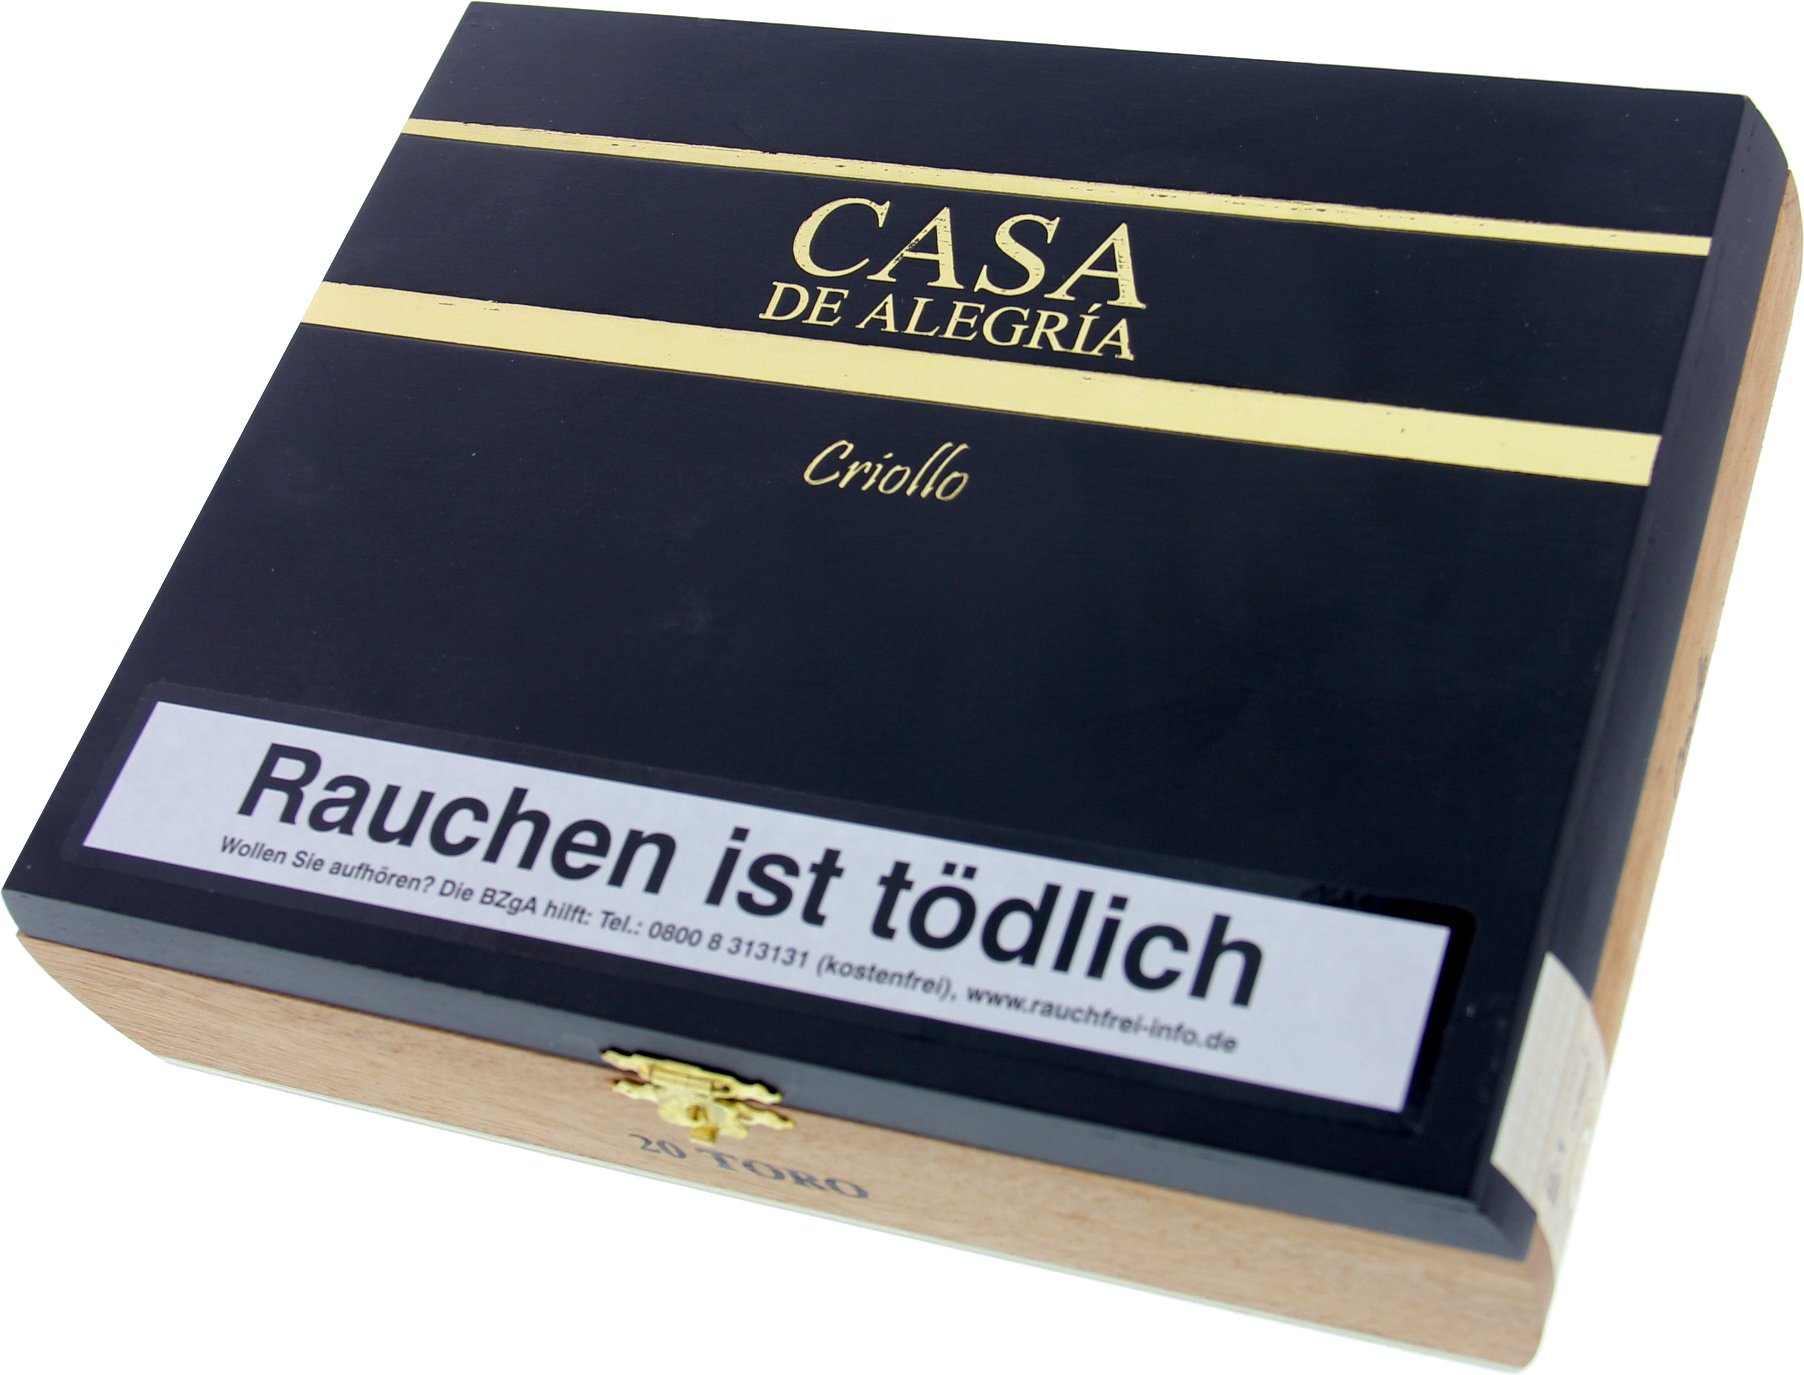 CASA
DE ALEGRÍA
Criollo
Rauchen ist tödlich
Wollen Sie aufhören? Die BZgA hilft: Tel.: 0800 8 313131 (kostenfrei), www.rauchfrei-info.de
20 TORO